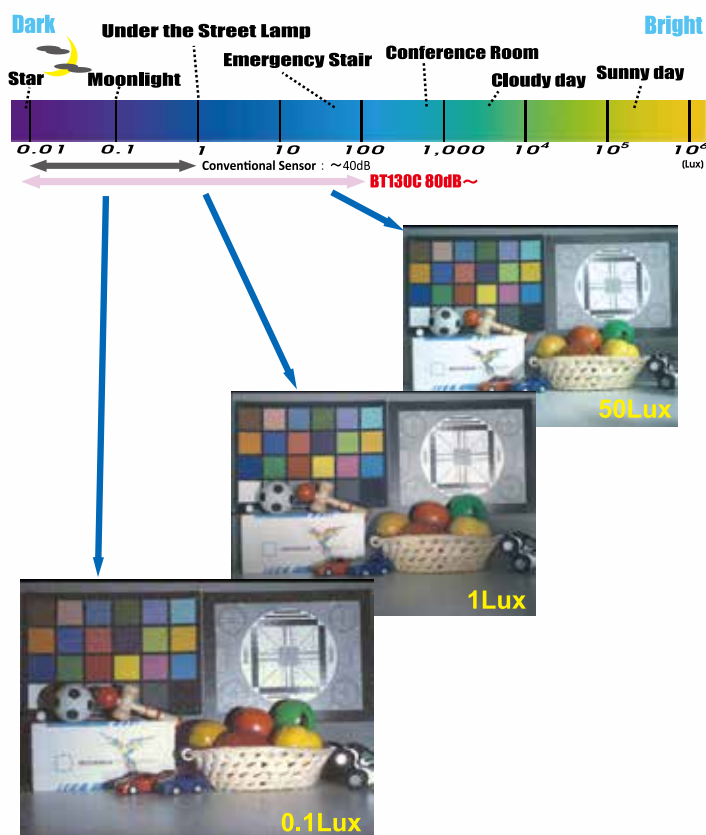 Dark
Bright
Under the Street Lamp
Emergency Stair
Conference Room
Star
Moonlight
Cloudy day
Sunny day
0.01 0.1 1 10 100 1,000 10⁴ 10⁵ 10⁶
(Lux)
Conventional Sensor : ～40dB
BT130C 80dB～
50Lux
1Lux
0.1Lux